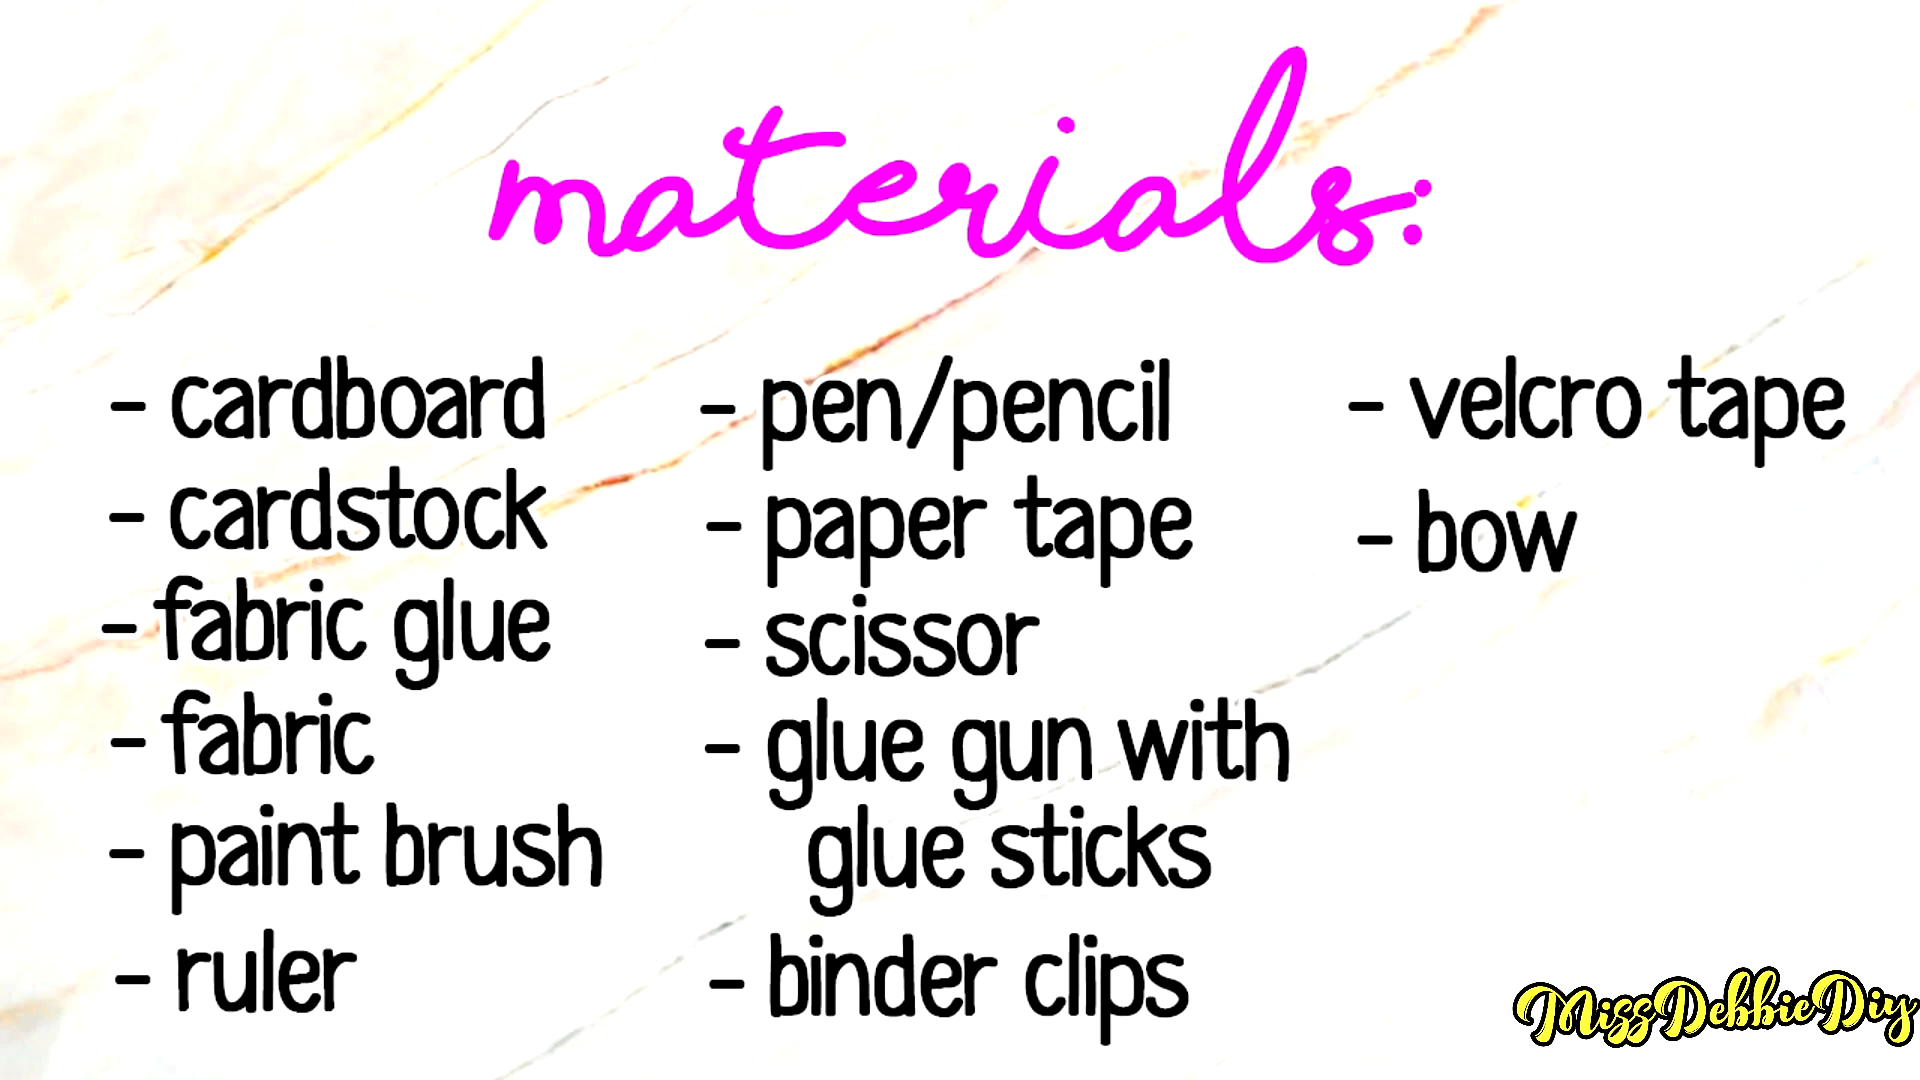 materials:
- cardboard
- cardstock
- fabric glue
- fabric
- paint brush
- ruler
- pen/pencil
- paper tape
- scissor
- glue gun with
glue sticks
- binder clips
- velcro tape
- bow
MissDebbieDiy